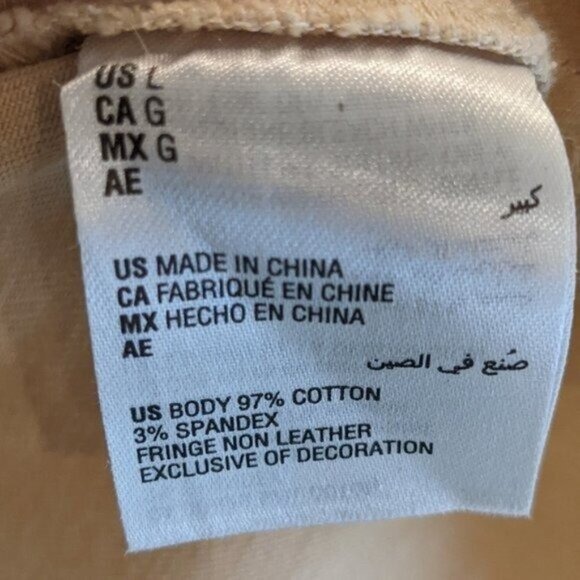 US L
CA G
MX G
AE
كبير
US MADE IN CHINA
CA FABRIQUÉ EN CHINE
MX HECHO EN CHINA
AE
صُنع في الصين
US BODY 97% COTTON
3% SPANDEX
FRINGE NON LEATHER
EXCLUSIVE OF DECORATION